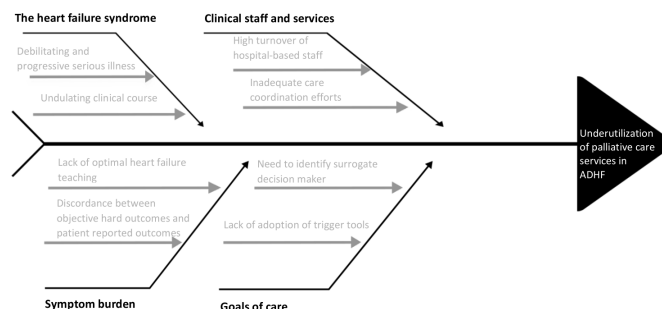 The heart failure syndrome
Clinical staff and services
Debilitating and
progressive serious illness
Undulating clinical course
High turnover of
hospital-based staff
Inadequate care
coordination efforts
Underutilization
of palliative care
services in
ADHF
Lack of optimal heart failure
teaching
Discordance between
objective hard outcomes and
patient reported outcomes
Need to identify surrogate
decision maker
Lack of adoption of trigger tools
Symptom burden
Goals of care